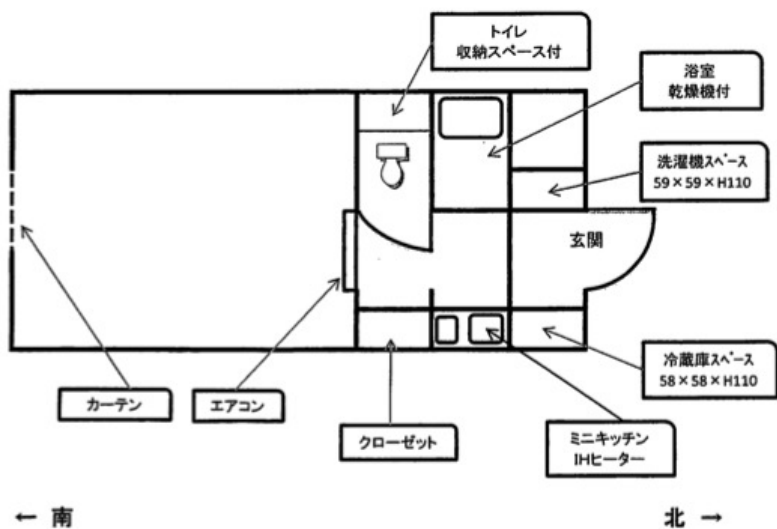 トイレ
収納スペース付
浴室
乾燥機付
洗濯機スペース
59×59×H110
玄関
冷蔵庫スペース
58×58×H110
カーテン
エアコン
クローゼット
ミニキッチン
IHヒーター
← 南
北 →